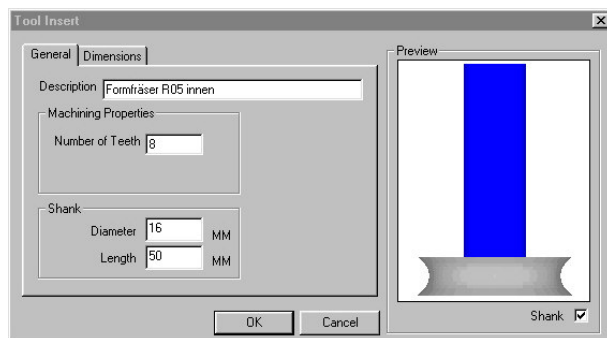 Tool Insert
General Dimensions
Description Formfräser R05 innen
Machining Properties
Number of Teeth 8
Shank
Diameter 16 MM
Length 50 MM
OK Cancel
Preview
Shank